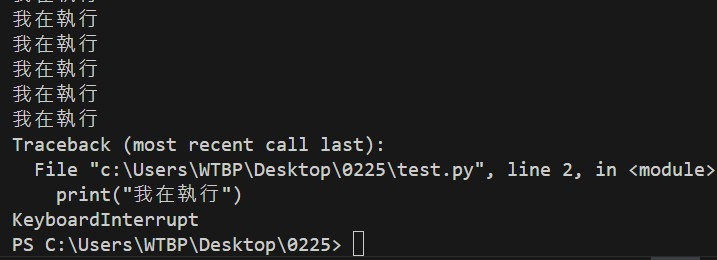 我在執行
我在執行
我在執行
我在執行
我在執行
Traceback (most recent call last):
  File "c:\Users\WTBP\Desktop\0225\test.py", line 2, in <module>
    print("我在執行")
KeyboardInterrupt
PS C:\Users\WTBP\Desktop\0225>